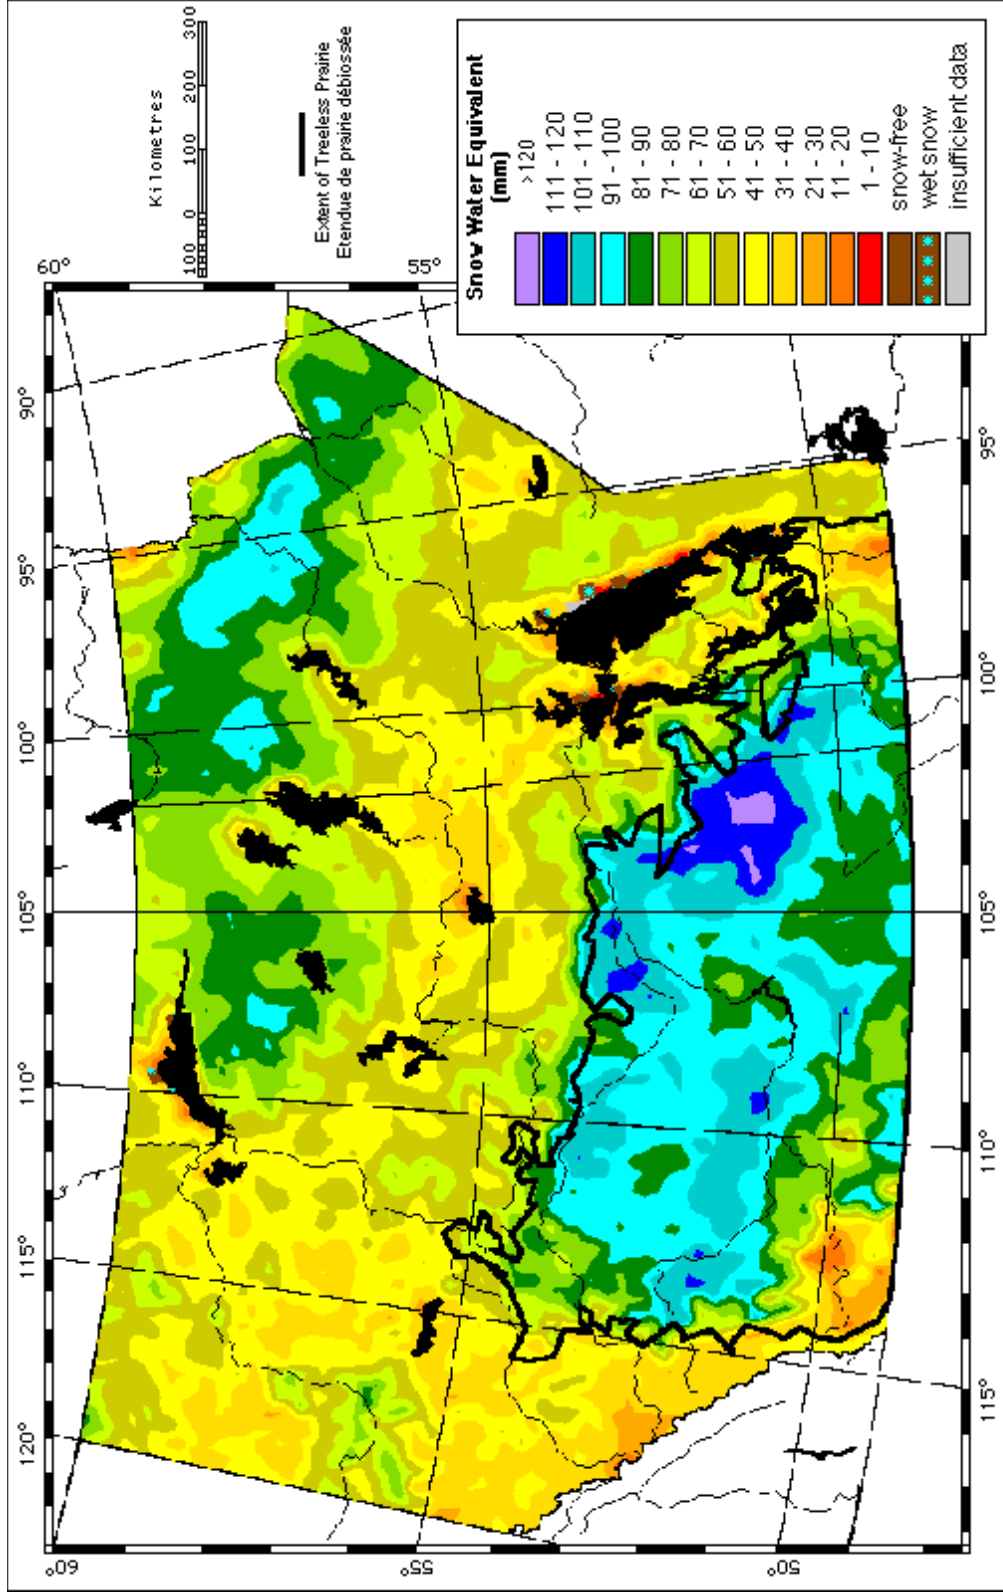 Kilometres
100 0 100 200 300
Extent of Treeless Prairie
Etendue de prairie débiossée
Snow Water Equivalent
(mm)
>120
111 - 120
101 - 110
91 - 100
81 - 90
71 - 80
61 - 70
51 - 60
41 - 50
31 - 40
21 - 30
11 - 20
1 - 10
snow-free
wet snow
insufficient data
120° 115° 110° 105° 100° 95° 90°
60°
60°
55°
55°
50°
115° 110° 105° 100° 95°